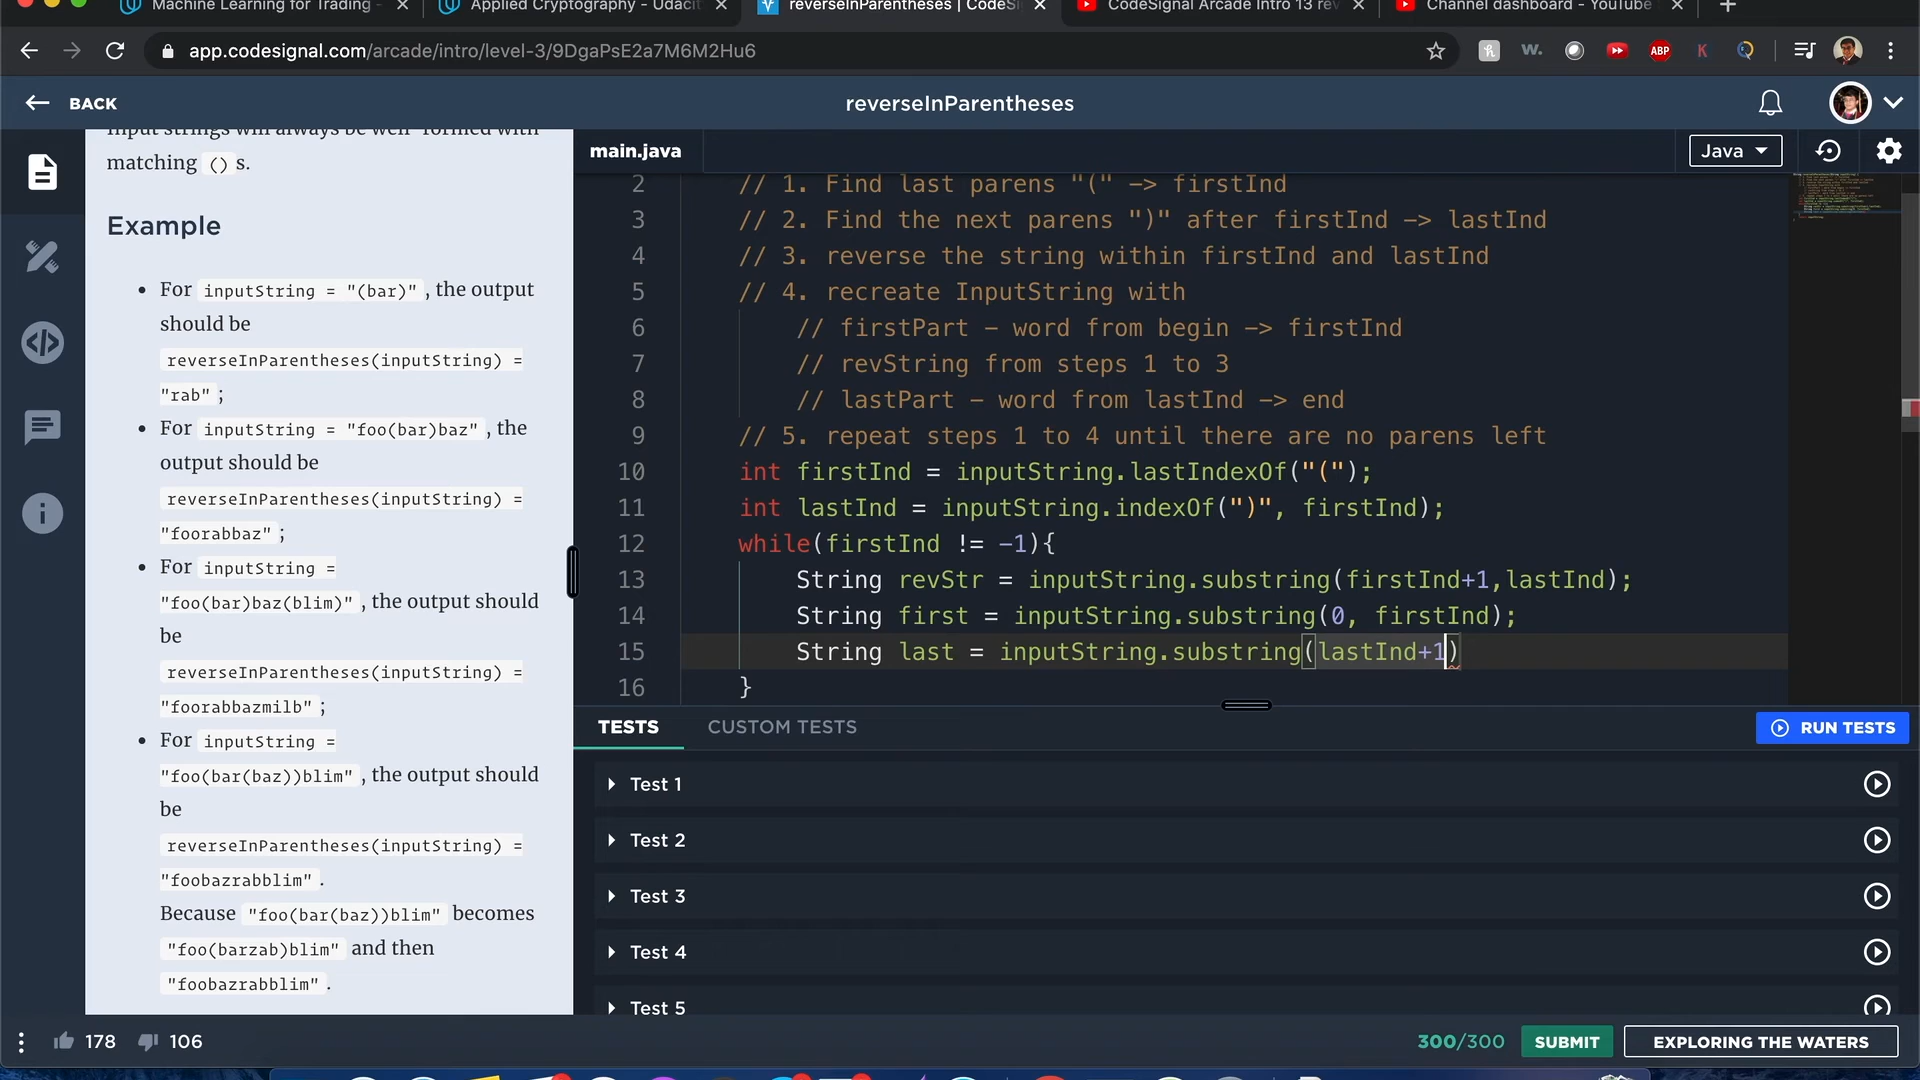 Machine Learning for Trading -
Applied Cryptography - Udaci
reverseInParentheses | CodeSi
CodeSignal Arcade Intro 13 rev
Channel dashboard - YouTube
app.codesignal.com/arcade/intro/level-3/9DgaPsE2a7M6M2Hu6
ABP
BACK
reverseInParentheses
Input strings will always be well-formed with
matching () s.
Example
• For inputString = "(bar)" , the output
should be
reverseInParentheses(inputString) =
"rab" ;
• For inputString = "foo(bar)baz" , the
output should be
reverseInParentheses(inputString) =
"foorabbaz" ;
• For inputString =
"foo(bar)baz(blim)" , the output should
be
reverseInParentheses(inputString) =
"foorabbazmilb" ;
• For inputString =
"foo(bar(baz))blim" , the output should
be
reverseInParentheses(inputString) =
"foobazrabblim" .
Because "foo(bar(baz))blim" becomes
"foo(barzab)blim" and then
"foobazrabblim" .
main.java
Java
2 // 1. Find last parens "(" -> firstInd
3 // 2. Find the next parens ")" after firstInd -> lastInd
4 // 3. reverse the string within firstInd and lastInd
5 // 4. recreate InputString with
6 // firstPart - word from begin -> firstInd
7 // revString from steps 1 to 3
8 // lastPart - word from lastInd -> end
9 // 5. repeat steps 1 to 4 until there are no parens left
10 int firstInd = inputString.lastIndexOf("(");
11 int lastInd = inputString.indexOf(")", firstInd);
12 while(firstInd != -1){
13 String revStr = inputString.substring(firstInd+1,lastInd);
14 String first = inputString.substring(0, firstInd);
15 String last = inputString.substring(lastInd+1)
16 }
TESTS
CUSTOM TESTS
RUN TESTS
Test 1
Test 2
Test 3
Test 4
Test 5
178
106
300/300
SUBMIT
EXPLORING THE WATERS